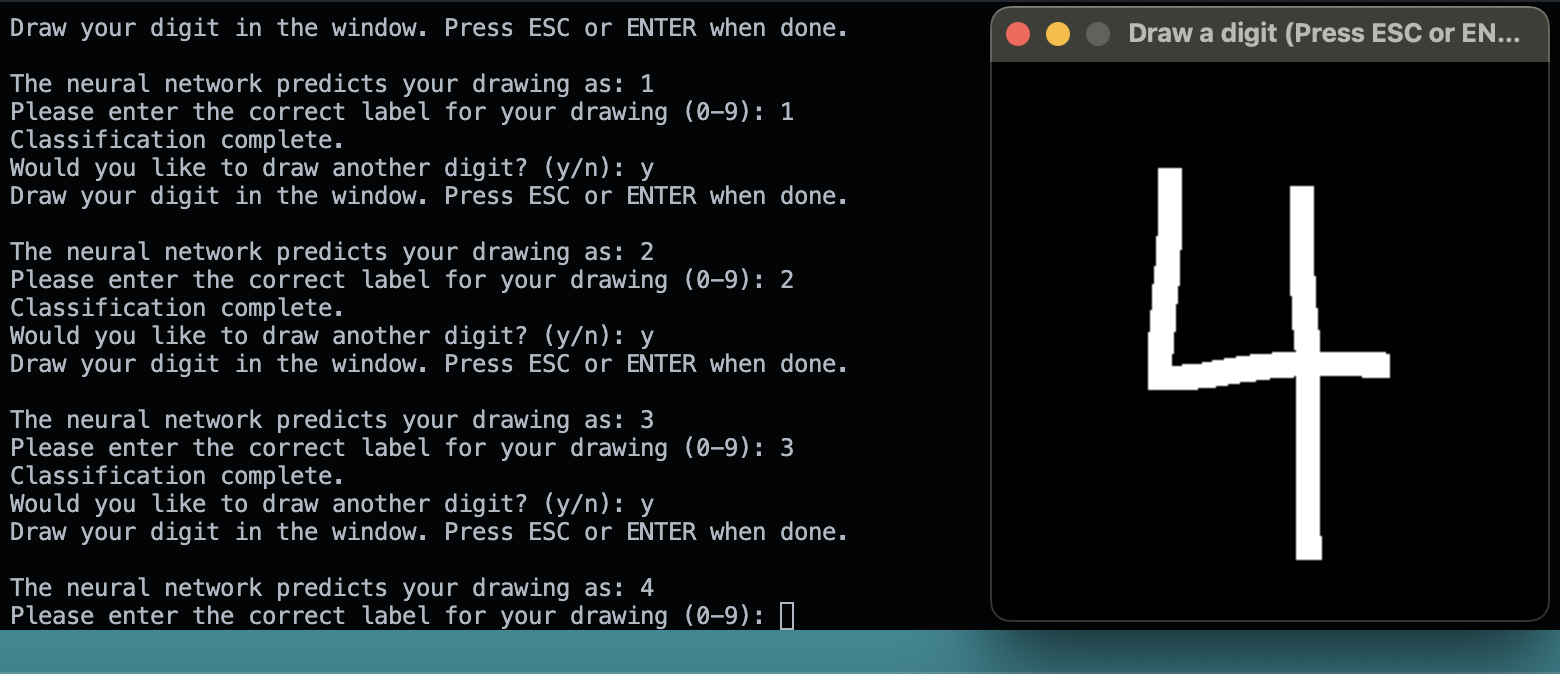 Draw your digit in the window. Press ESC or ENTER when done.
The neural network predicts your drawing as: 1
Please enter the correct label for your drawing (0-9): 1
Classification complete.
Would you like to draw another digit? (y/n): y
Draw your digit in the window. Press ESC or ENTER when done.
The neural network predicts your drawing as: 2
Please enter the correct label for your drawing (0-9): 2
Classification complete.
Would you like to draw another digit? (y/n): y
Draw your digit in the window. Press ESC or ENTER when done.
The neural network predicts your drawing as: 3
Please enter the correct label for your drawing (0-9): 3
Classification complete.
Would you like to draw another digit? (y/n): y
Draw your digit in the window. Press ESC or ENTER when done.
The neural network predicts your drawing as: 4
Please enter the correct label for your drawing (0-9):
Draw a digit (Press ESC or EN...
4